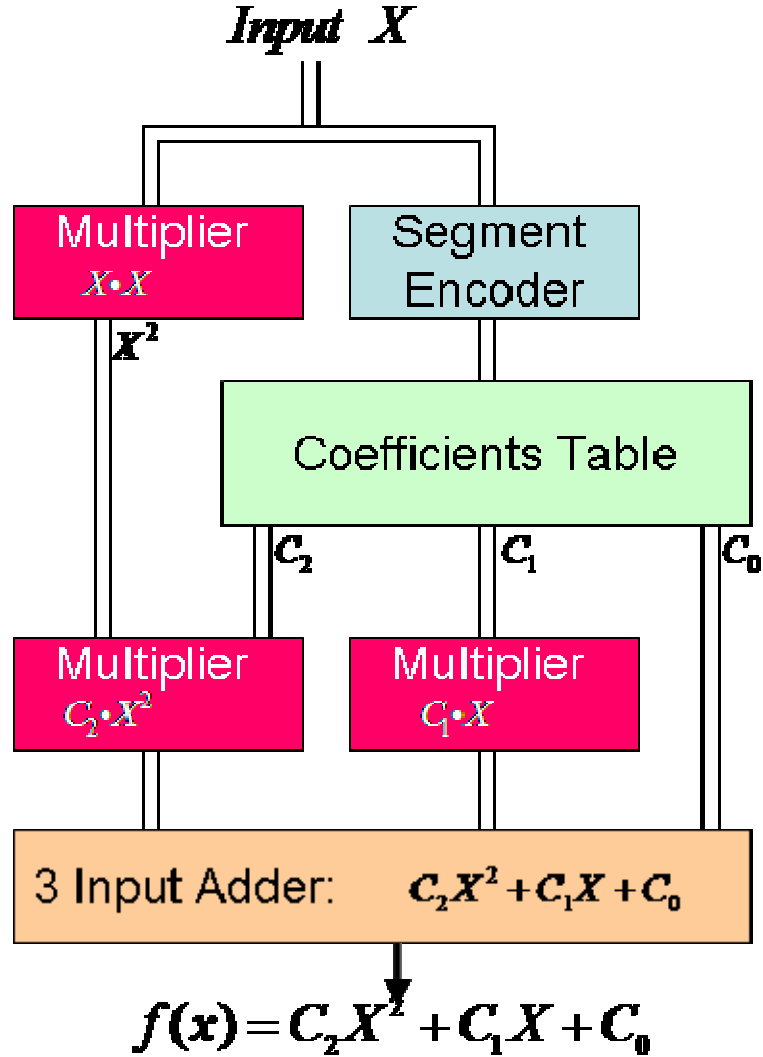 Input X
Multiplier
X•X
Segment
Encoder
X²
Coefficients Table
C₂
C₁
C₀
Multiplier
C₂•X²
Multiplier
C₁•X
3 Input Adder: C₂X²+C₁X+C₀
f(x)=C₂X²+C₁X+C₀